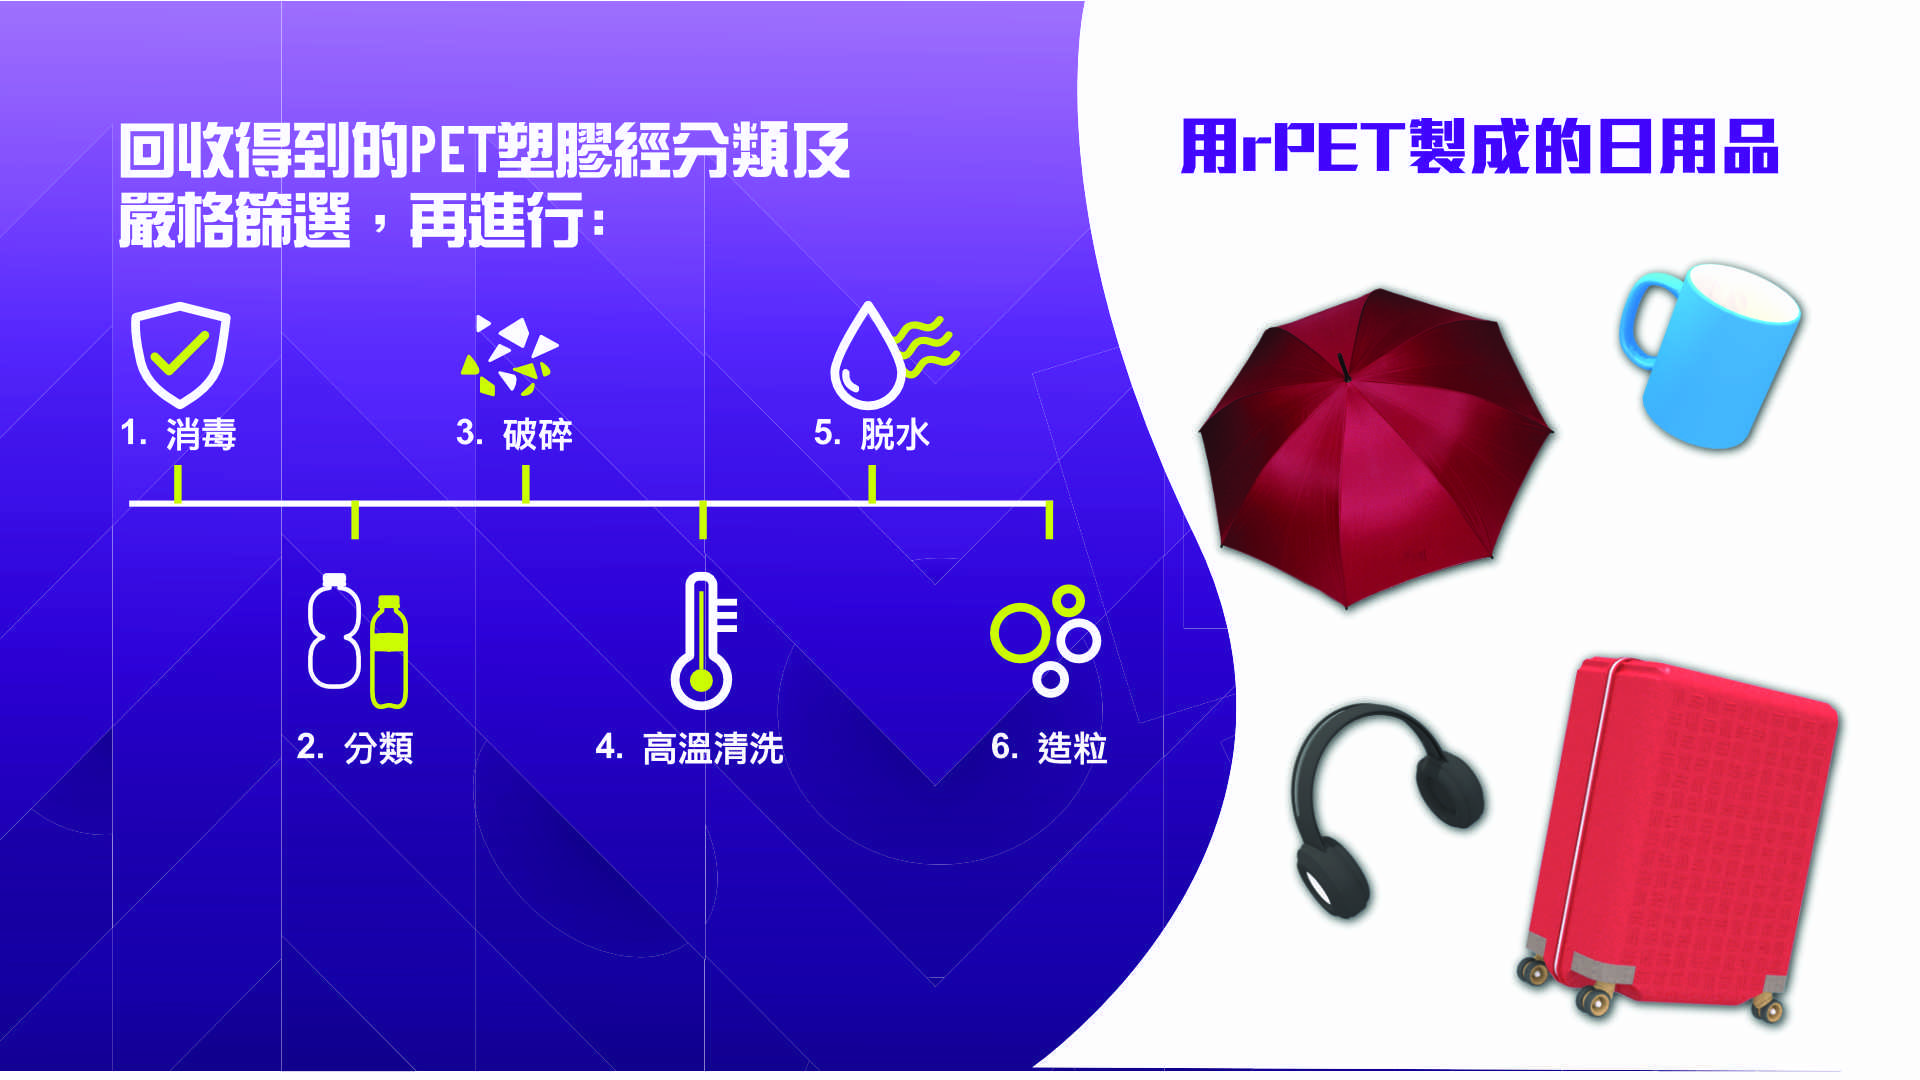 回收得到的PET塑膠經分類及
嚴格篩選，再進行:
1. 消毒
2. 分類
3. 破碎
4. 高溫清洗
5. 脫水
6. 造粒
用rPET製成的日用品